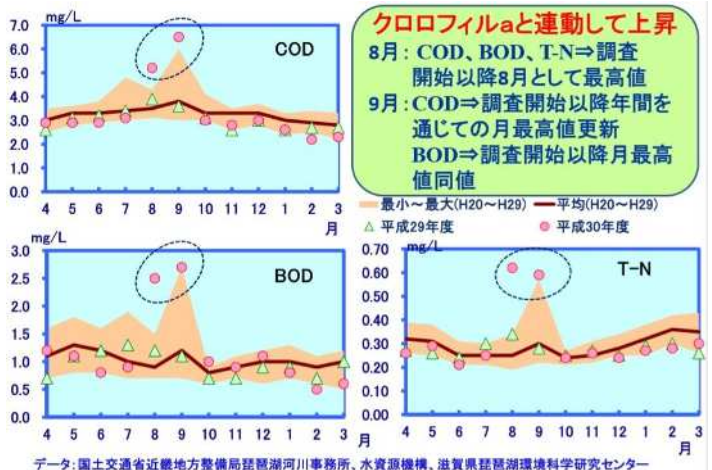 mg/L
7.0
6.0
5.0
4.0
3.0
2.0
1.0
0.0
COD
4 5 6 7 8 9 10 11 12 1 2 3
月
クロロフィルaと連動して上昇
8月：COD、BOD、T-N⇒調査
開始以降8月として最高値
9月：COD⇒調査開始以降年間を
通じての月最高値更新
BOD⇒調査開始以降月最高
値同値
最小～最大(H20～H29)
平均(H20～H29)
平成29年度
平成30年度
mg/L
3.0
2.5
2.0
1.5
1.0
0.5
0.0
BOD
4 5 6 7 8 9 10 11 12 1 2 3
月
mg/L
0.70
0.60
0.50
0.40
0.30
0.20
0.10
0.00
T-N
4 5 6 7 8 9 10 11 12 1 2 3
月
データ：国土交通省近畿地方整備局琵琶湖河川事務所、水資源機構、滋賀県琵琶湖環境科学研究センター